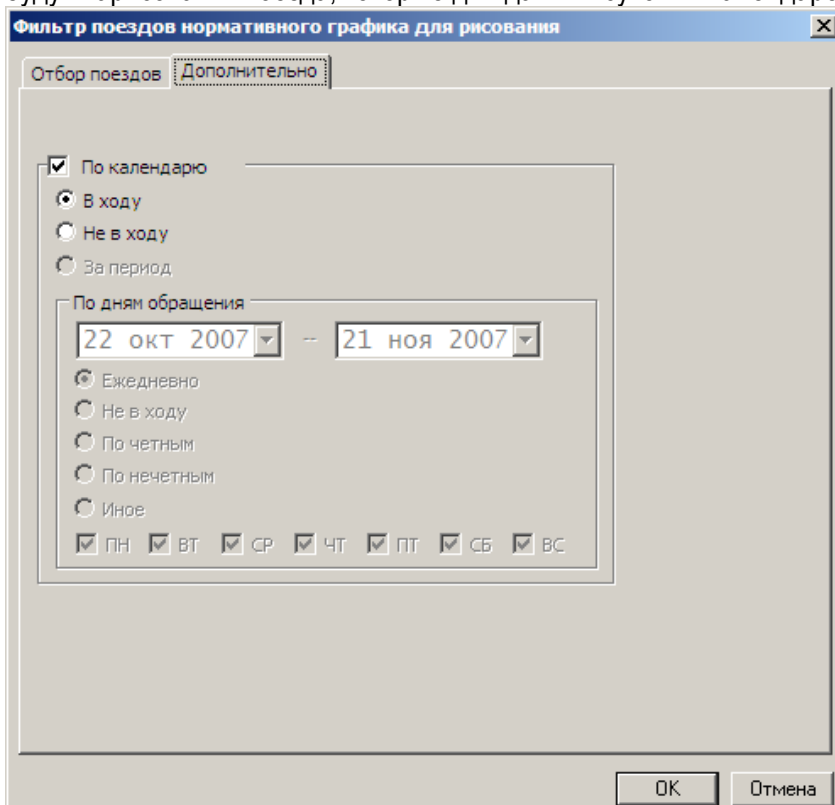 Фильтр поездов нормативного графика для рисования
Отбор поездов Дополнительно
По календарю
В ходу
Не в ходу
За период
По дням обращения
22 окт 2007 -- 21 ноя 2007
Ежедневно
Не в ходу
По четным
По нечетным
Иное
ПН ВТ СР ЧТ ПТ СБ ВС
OK Отмена